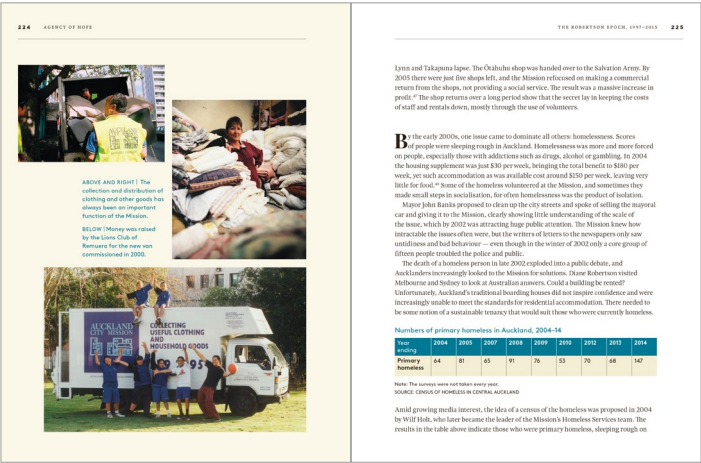 224 AGENCY OF HOPE
ABOVE AND RIGHT | The
collection and distribution of
clothing and other goods has
always been an important
function of the Mission.
BELOW | Money was raised
by the Lions Club of
Remuera for the new van
commissioned in 2000.
AUCKLAND
CITY
MISSION
COLLECTING
USEFUL CLOTHING
AND
HOUSEHOLD GOODS
THE ROBERTSON EPOCH, 1997–2015 225
Lynn and Takapuna lapse. The Ōtāhuhu shop was handed over to the Salvation Army. By
2005 there were just five shops left, and the Mission refocused on making a commercial
return from the shops, not providing a social service. The result was a massive increase in
profit.⁴⁷ The shop returns over a long period show that the secret lay in keeping the costs
of staff and rentals down, mostly through the use of volunteers.
By the early 2000s, one issue came to dominate all others: homelessness. Scores
of people were sleeping rough in Auckland. Homelessness was more and more forced
on people, especially those with addictions such as drugs, alcohol or gambling. In 2004
the housing supplement was just $30 per week, bringing the total benefit to $180 per
week, yet such accommodation as was available cost around $150 per week, leaving very
little for food.⁴⁸ Some of the homeless volunteered at the Mission, and sometimes they
made small steps in socialisation, for often homelessness was the product of isolation.
Mayor John Banks proposed to clean up the city streets and spoke of selling the mayoral
car and giving it to the Mission, clearly showing little understanding of the scale of
the issue, which by 2002 was attracting huge public attention. The Mission knew how
intractable the issues often were, but the writers of letters to the newspapers only saw
untidiness and bad behaviour — even though in the winter of 2002 only a core group of
fifteen people troubled the police and public.
The death of a homeless person in late 2002 exploded into a public debate, and
Aucklanders increasingly looked to the Mission for solutions. Diane Robertson visited
Melbourne and Sydney to look at Australian answers. Could a building be rented?
Unfortunately, Auckland's traditional boarding houses did not inspire confidence and were
increasingly unable to meet the standards for residential accommodation. There needed to
be some notion of a sustainable tenancy that would suit those who were currently homeless.
Numbers of primary homeless in Auckland, 2004–14
Year ending 2004 2005 2007 2008 2009 2010 2012 2013 2014
Primary homeless 64 81 65 91 76 53 70 68 147
Note: The surveys were not taken every year.
SOURCE: CENSUS OF HOMELESS IN CENTRAL AUCKLAND
Amid growing media interest, the idea of a census of the homeless was proposed in 2004
by Wilf Holt, who later became the leader of the Mission's Homeless Services team. The
results in the table above indicate those who were primary homeless, sleeping rough on